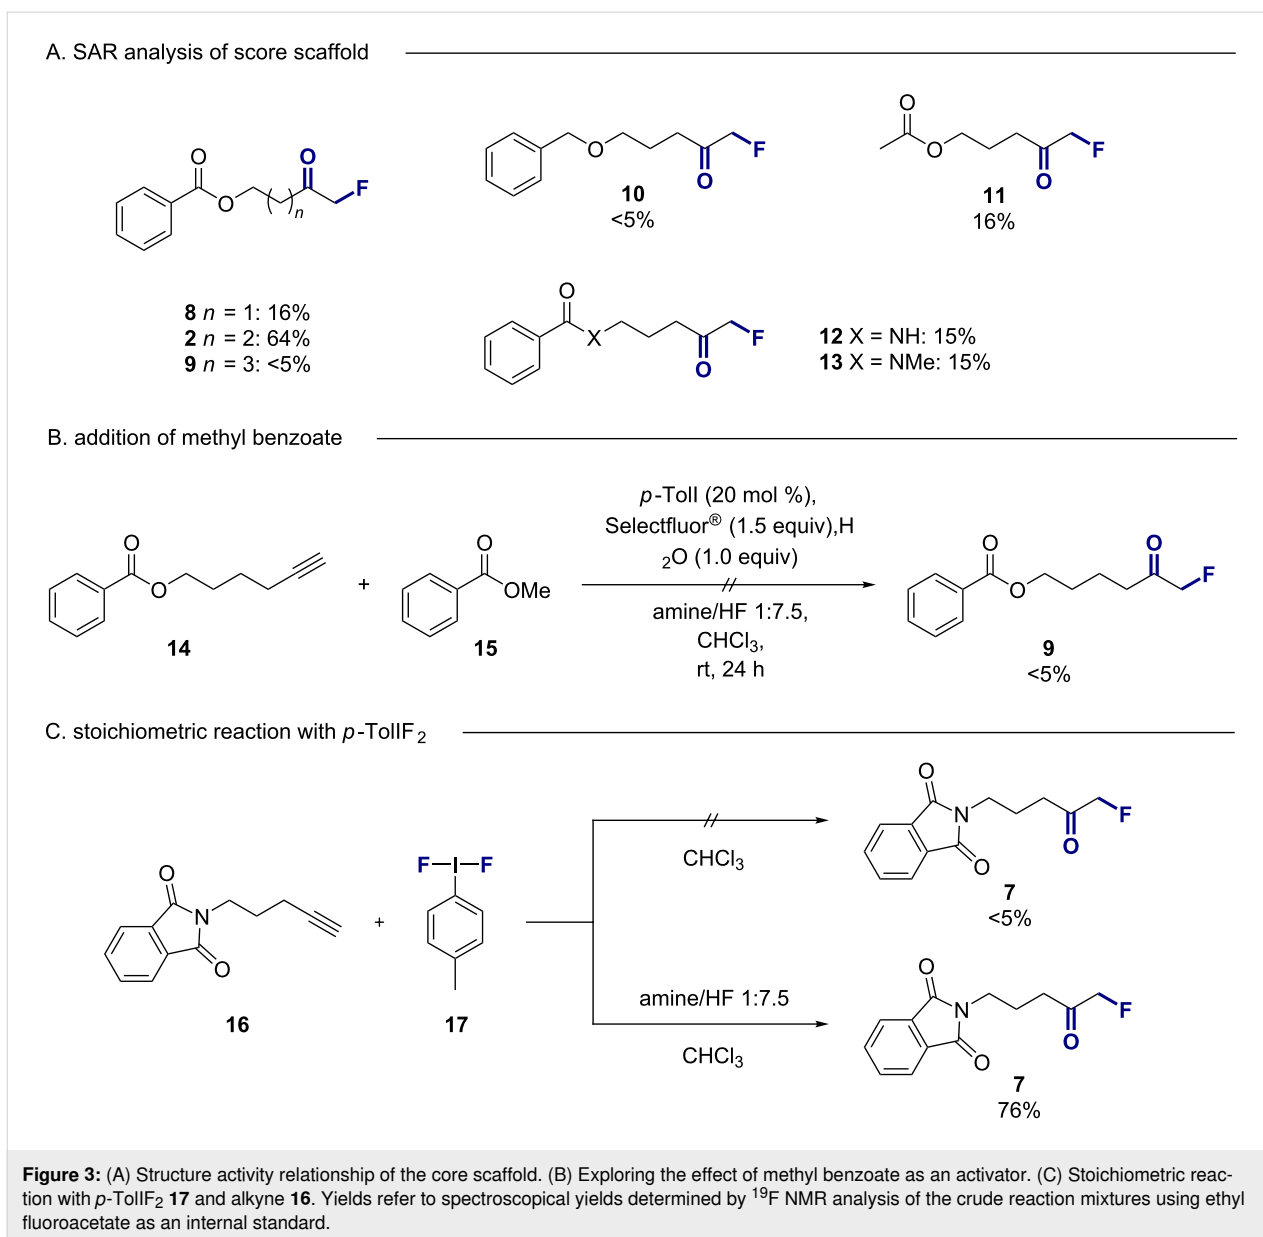 A. SAR analysis of score scaffold
O
O
O
F
n
8 n = 1: 16%
2 n = 2: 64%
9 n = 3: <5%
O
F
O
10
<5%
O
O
F
O
11
16%
O
X
F
O
12 X = NH: 15%
13 X = NMe: 15%
B. addition of methyl benzoate
O
O
14
+
O
OMe
15
p-TolI (20 mol %),
Selectfluor® (1.5 equiv),H
2O (1.0 equiv)
amine/HF 1:7.5,
CHCl3,
rt, 24 h
O
O
O
F
9
<5%
C. stoichiometric reaction with p-TolIF2
O
N
O
16
+
F I F
17
CHCl3
O
N
O
F
O
7
<5%
amine/HF 1:7.5
CHCl3
O
N
O
F
O
7
76%
Figure 3: (A) Structure activity relationship of the core scaffold. (B) Exploring the effect of methyl benzoate as an activator. (C) Stoichiometric reac-
tion with p-TolIF2 17 and alkyne 16. Yields refer to spectroscopical yields determined by 19F NMR analysis of the crude reaction mixtures using ethyl
fluoroacetate as an internal standard.